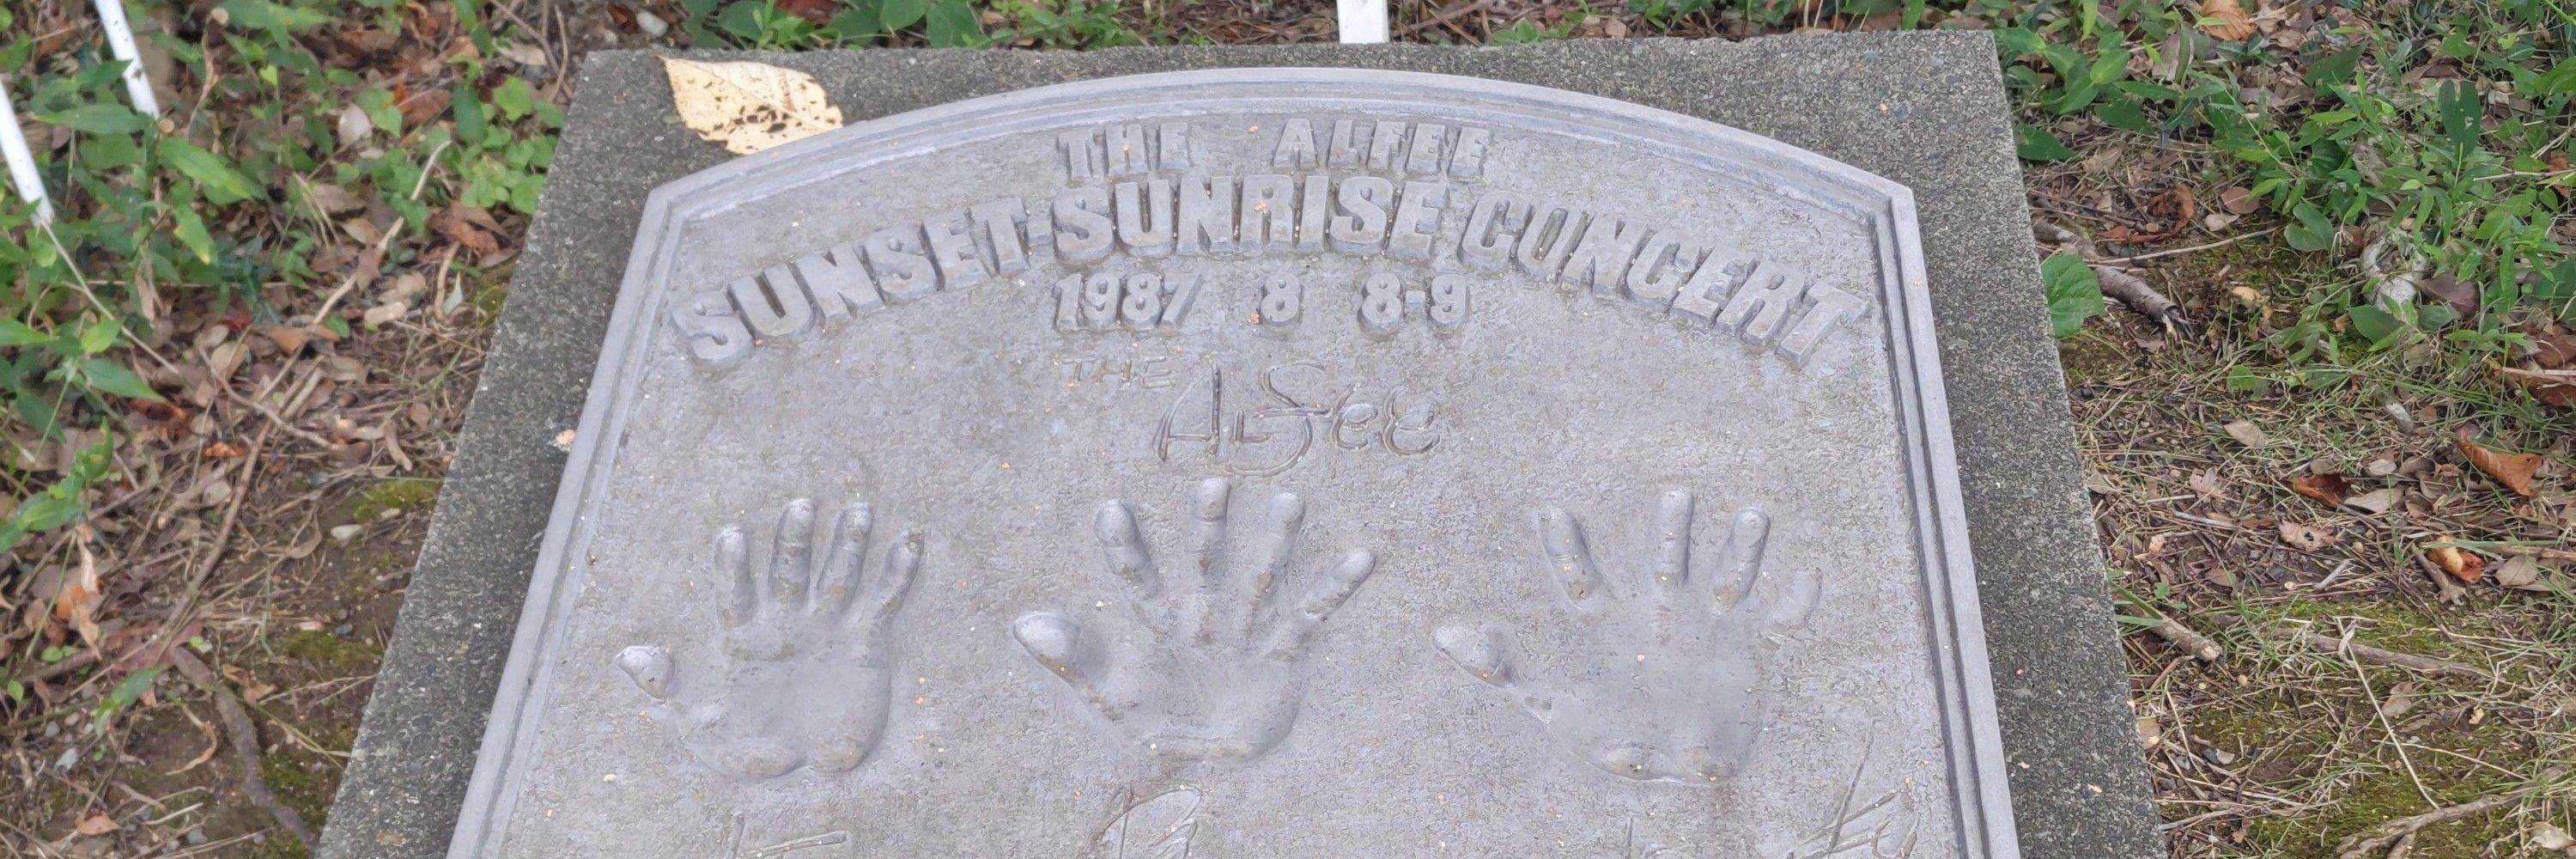 THE ALFEE
SUNSET-SUNRISE CONCERT
1987 8 8-9
THE ALFEE